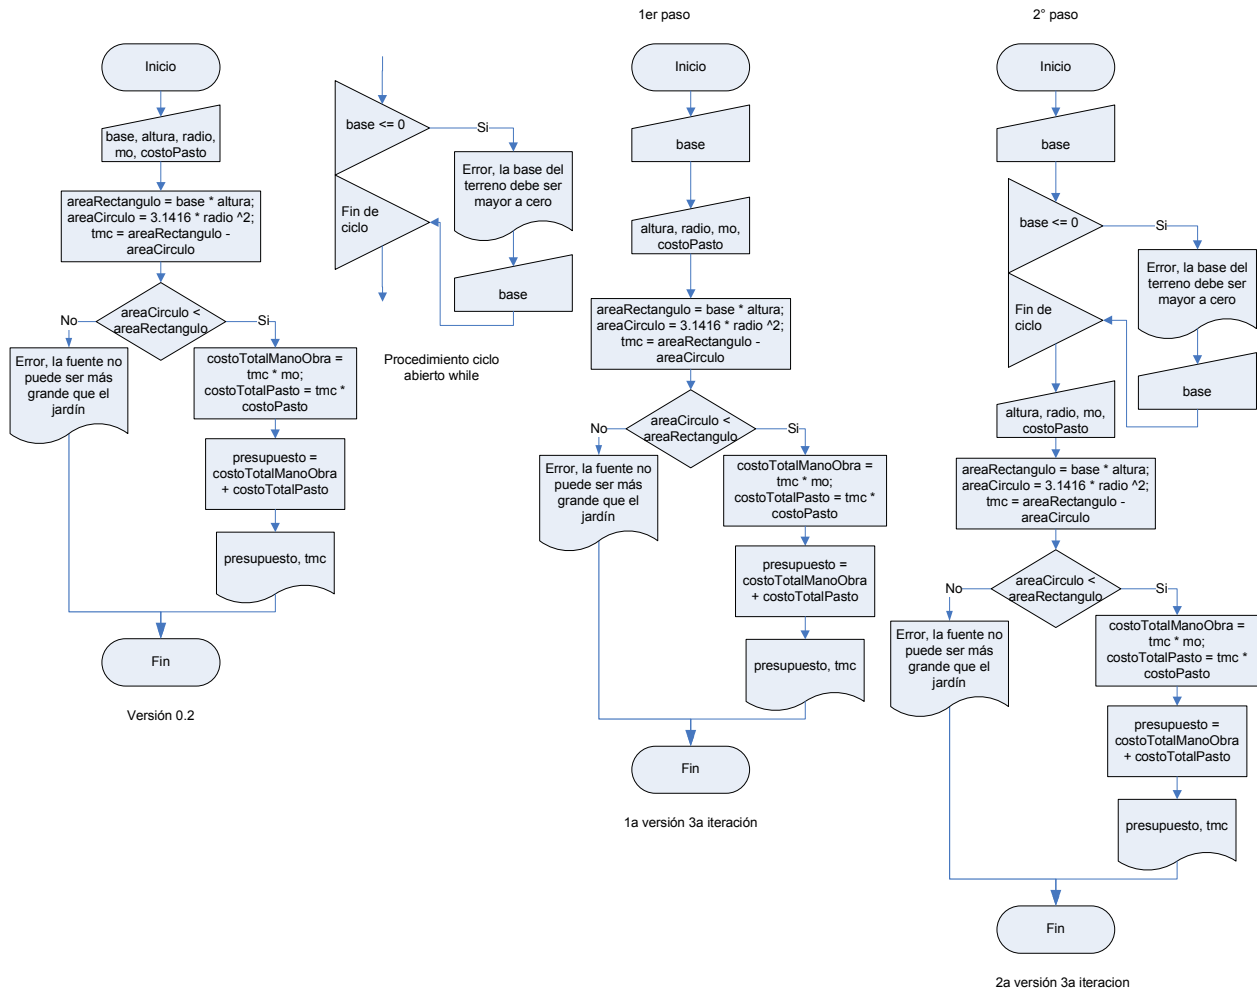 Inicio
base, altura, radio,
mo, costoPasto
areaRectangulo = base * altura;
areaCirculo = 3.1416 * radio ^2;
tmc = areaRectangulo -
areaCirculo
areaCirculo <
areaRectangulo
No
Si
Error, la fuente no
puede ser más
grande que el
jardín
costoTotalManoObra =
tmc * mo;
costoTotalPasto = tmc *
costoPasto
presupuesto =
costoTotalManoObra
+ costoTotalPasto
presupuesto, tmc
Fin
Versión 0.2
base <= 0
Si
Error, la base del
terreno debe ser
mayor a cero
base
Fin de
ciclo
Procedimiento ciclo
abierto while
1er paso
Inicio
base
altura, radio, mo,
costoPasto
areaRectangulo = base * altura;
areaCirculo = 3.1416 * radio ^2;
tmc = areaRectangulo -
areaCirculo
areaCirculo <
areaRectangulo
No
Si
Error, la fuente no
puede ser más
grande que el
jardín
costoTotalManoObra =
tmc * mo;
costoTotalPasto = tmc *
costoPasto
presupuesto =
costoTotalManoObra
+ costoTotalPasto
presupuesto, tmc
Fin
1a versión 3a iteración
2° paso
Inicio
base
base <= 0
Si
Error, la base del
terreno debe ser
mayor a cero
base
Fin de
ciclo
altura, radio, mo,
costoPasto
areaRectangulo = base * altura;
areaCirculo = 3.1416 * radio ^2;
tmc = areaRectangulo -
areaCirculo
areaCirculo <
areaRectangulo
No
Si
Error, la fuente no
puede ser más
grande que el
jardín
costoTotalManoObra =
tmc * mo;
costoTotalPasto = tmc *
costoPasto
presupuesto =
costoTotalManoObra
+ costoTotalPasto
presupuesto, tmc
Fin
2a versión 3a iteracion